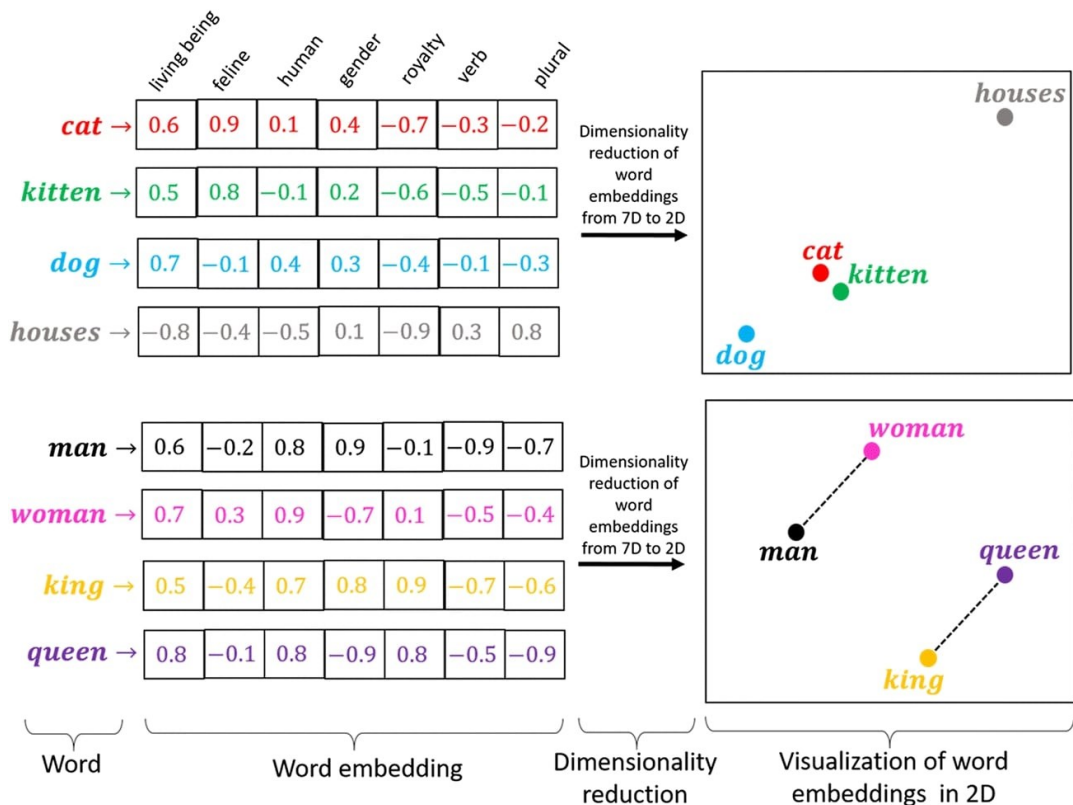 living being feline human gender royalty verb plural
cat → 0.6 0.9 0.1 0.4 −0.7 −0.3 −0.2
kitten → 0.5 0.8 −0.1 0.2 −0.6 −0.5 −0.1
dog → 0.7 −0.1 0.4 0.3 −0.4 −0.1 −0.3
houses → −0.8 −0.4 −0.5 0.1 −0.9 0.3 0.8
Dimensionality
reduction of
word
embeddings
from 7D to 2D
houses
cat
kitten
dog
man → 0.6 −0.2 0.8 0.9 −0.1 −0.9 −0.7
woman → 0.7 0.3 0.9 −0.7 0.1 −0.5 −0.4
king → 0.5 −0.4 0.7 0.8 0.9 −0.7 −0.6
queen → 0.8 −0.1 0.8 −0.9 0.8 −0.5 −0.9
Dimensionality
reduction of
word
embeddings
from 7D to 2D
woman
man
queen
king
Word
Word embedding
Dimensionality
reduction
Visualization of word
embeddings in 2D